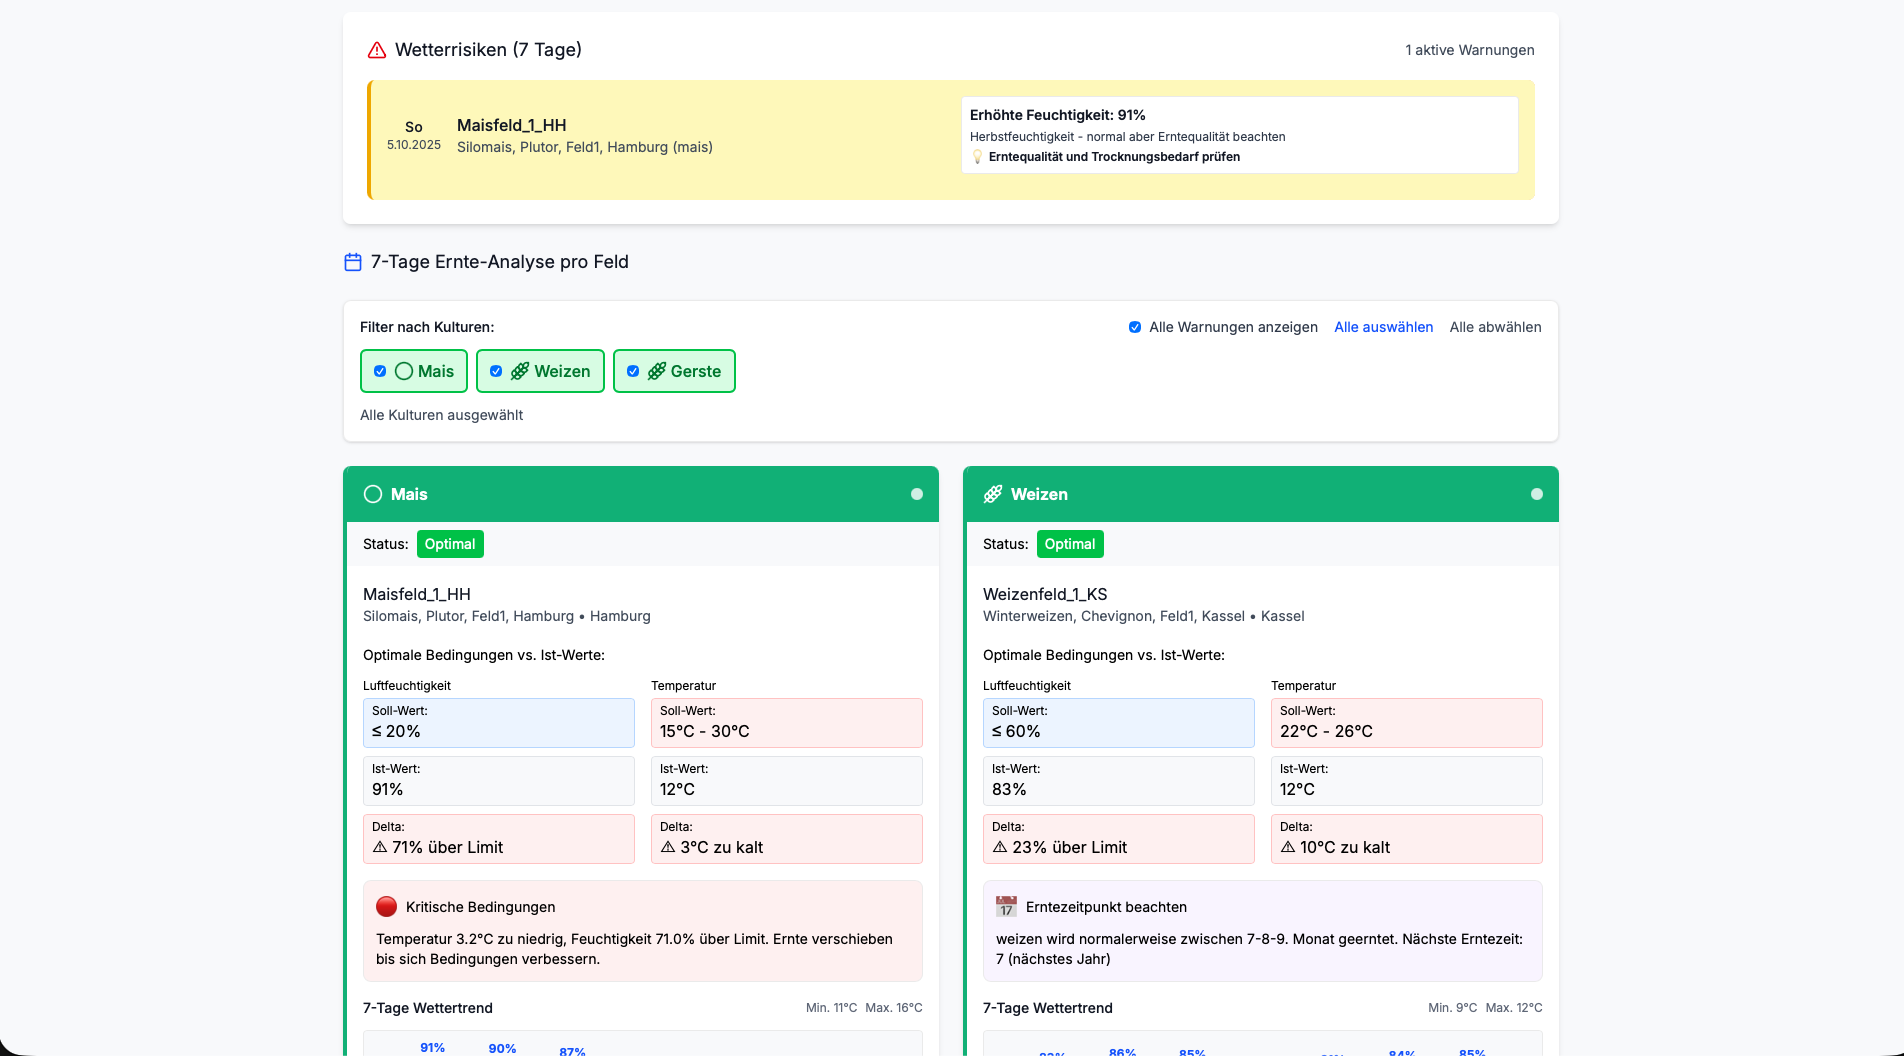 Wetterrisiken (7 Tage)
1 aktive Warnungen
So
5.10.2025
Maisfeld_1_HH
Silomais, Plutor, Feld1, Hamburg (mais)
Erhöhte Feuchtigkeit: 91%
Herbstfeuchtigkeit - normal aber Erntequalität beachten
💡 Erntequalität und Trocknungsbedarf prüfen
7-Tage Ernte-Analyse pro Feld
Filter nach Kulturen:
Alle Warnungen anzeigen Alle auswählen Alle abwählen
Mais Weizen Gerste
Alle Kulturen ausgewählt
Mais
Status: Optimal
Maisfeld_1_HH
Silomais, Plutor, Feld1, Hamburg • Hamburg
Optimale Bedingungen vs. Ist-Werte:
Luftfeuchtigkeit
Soll-Wert:
≤ 20%
Ist-Wert:
91%
Delta:
⚠ 71% über Limit
Temperatur
Soll-Wert:
15°C - 30°C
Ist-Wert:
12°C
Delta:
⚠ 3°C zu kalt
Kritische Bedingungen
Temperatur 3.2°C zu niedrig, Feuchtigkeit 71.0% über Limit. Ernte verschieben
bis sich Bedingungen verbessern.
7-Tage Wettertrend
Min. 11°C Max. 16°C
91% 90% 87%
Weizen
Status: Optimal
Weizenfeld_1_KS
Winterweizen, Chevignon, Feld1, Kassel • Kassel
Optimale Bedingungen vs. Ist-Werte:
Luftfeuchtigkeit
Soll-Wert:
≤ 60%
Ist-Wert:
83%
Delta:
⚠ 23% über Limit
Temperatur
Soll-Wert:
22°C - 26°C
Ist-Wert:
12°C
Delta:
⚠ 10°C zu kalt
17
Erntezeitpunkt beachten
weizen wird normalerweise zwischen 7-8-9. Monat geerntet. Nächste Erntezeit:
7 (nächstes Jahr)
7-Tage Wettertrend
Min. 9°C Max. 12°C
86% 85% 84% 85%